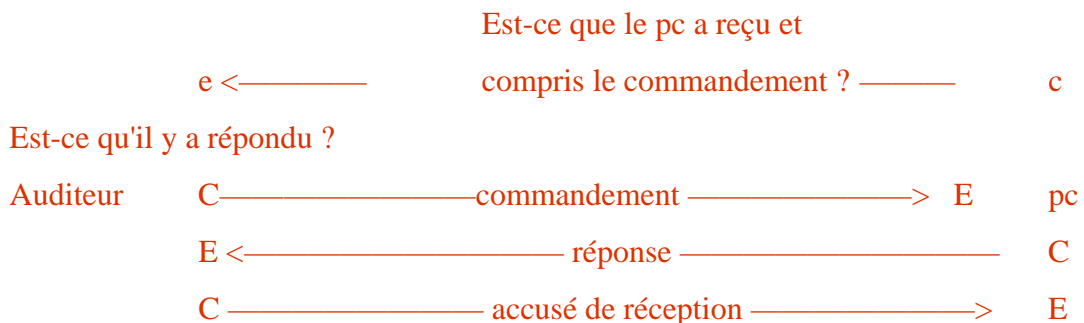 Est-ce que le pc a reçu et
e <———— compris le commandement ? ——— c
Est-ce qu'il y a répondu ?
Auditeur C————————commandement ———————> E pc
E <—————————— réponse —————————— C
C ———————— accusé de réception ———————> E